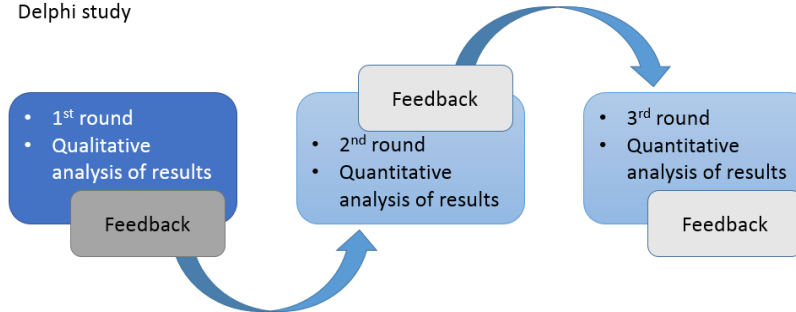 Delphi study
• 1st round
• Qualitative
analysis of results
Feedback
Feedback
• 2nd round
• Quantitative
analysis of results
• 3rd round
• Quantitative
analysis of results
Feedback